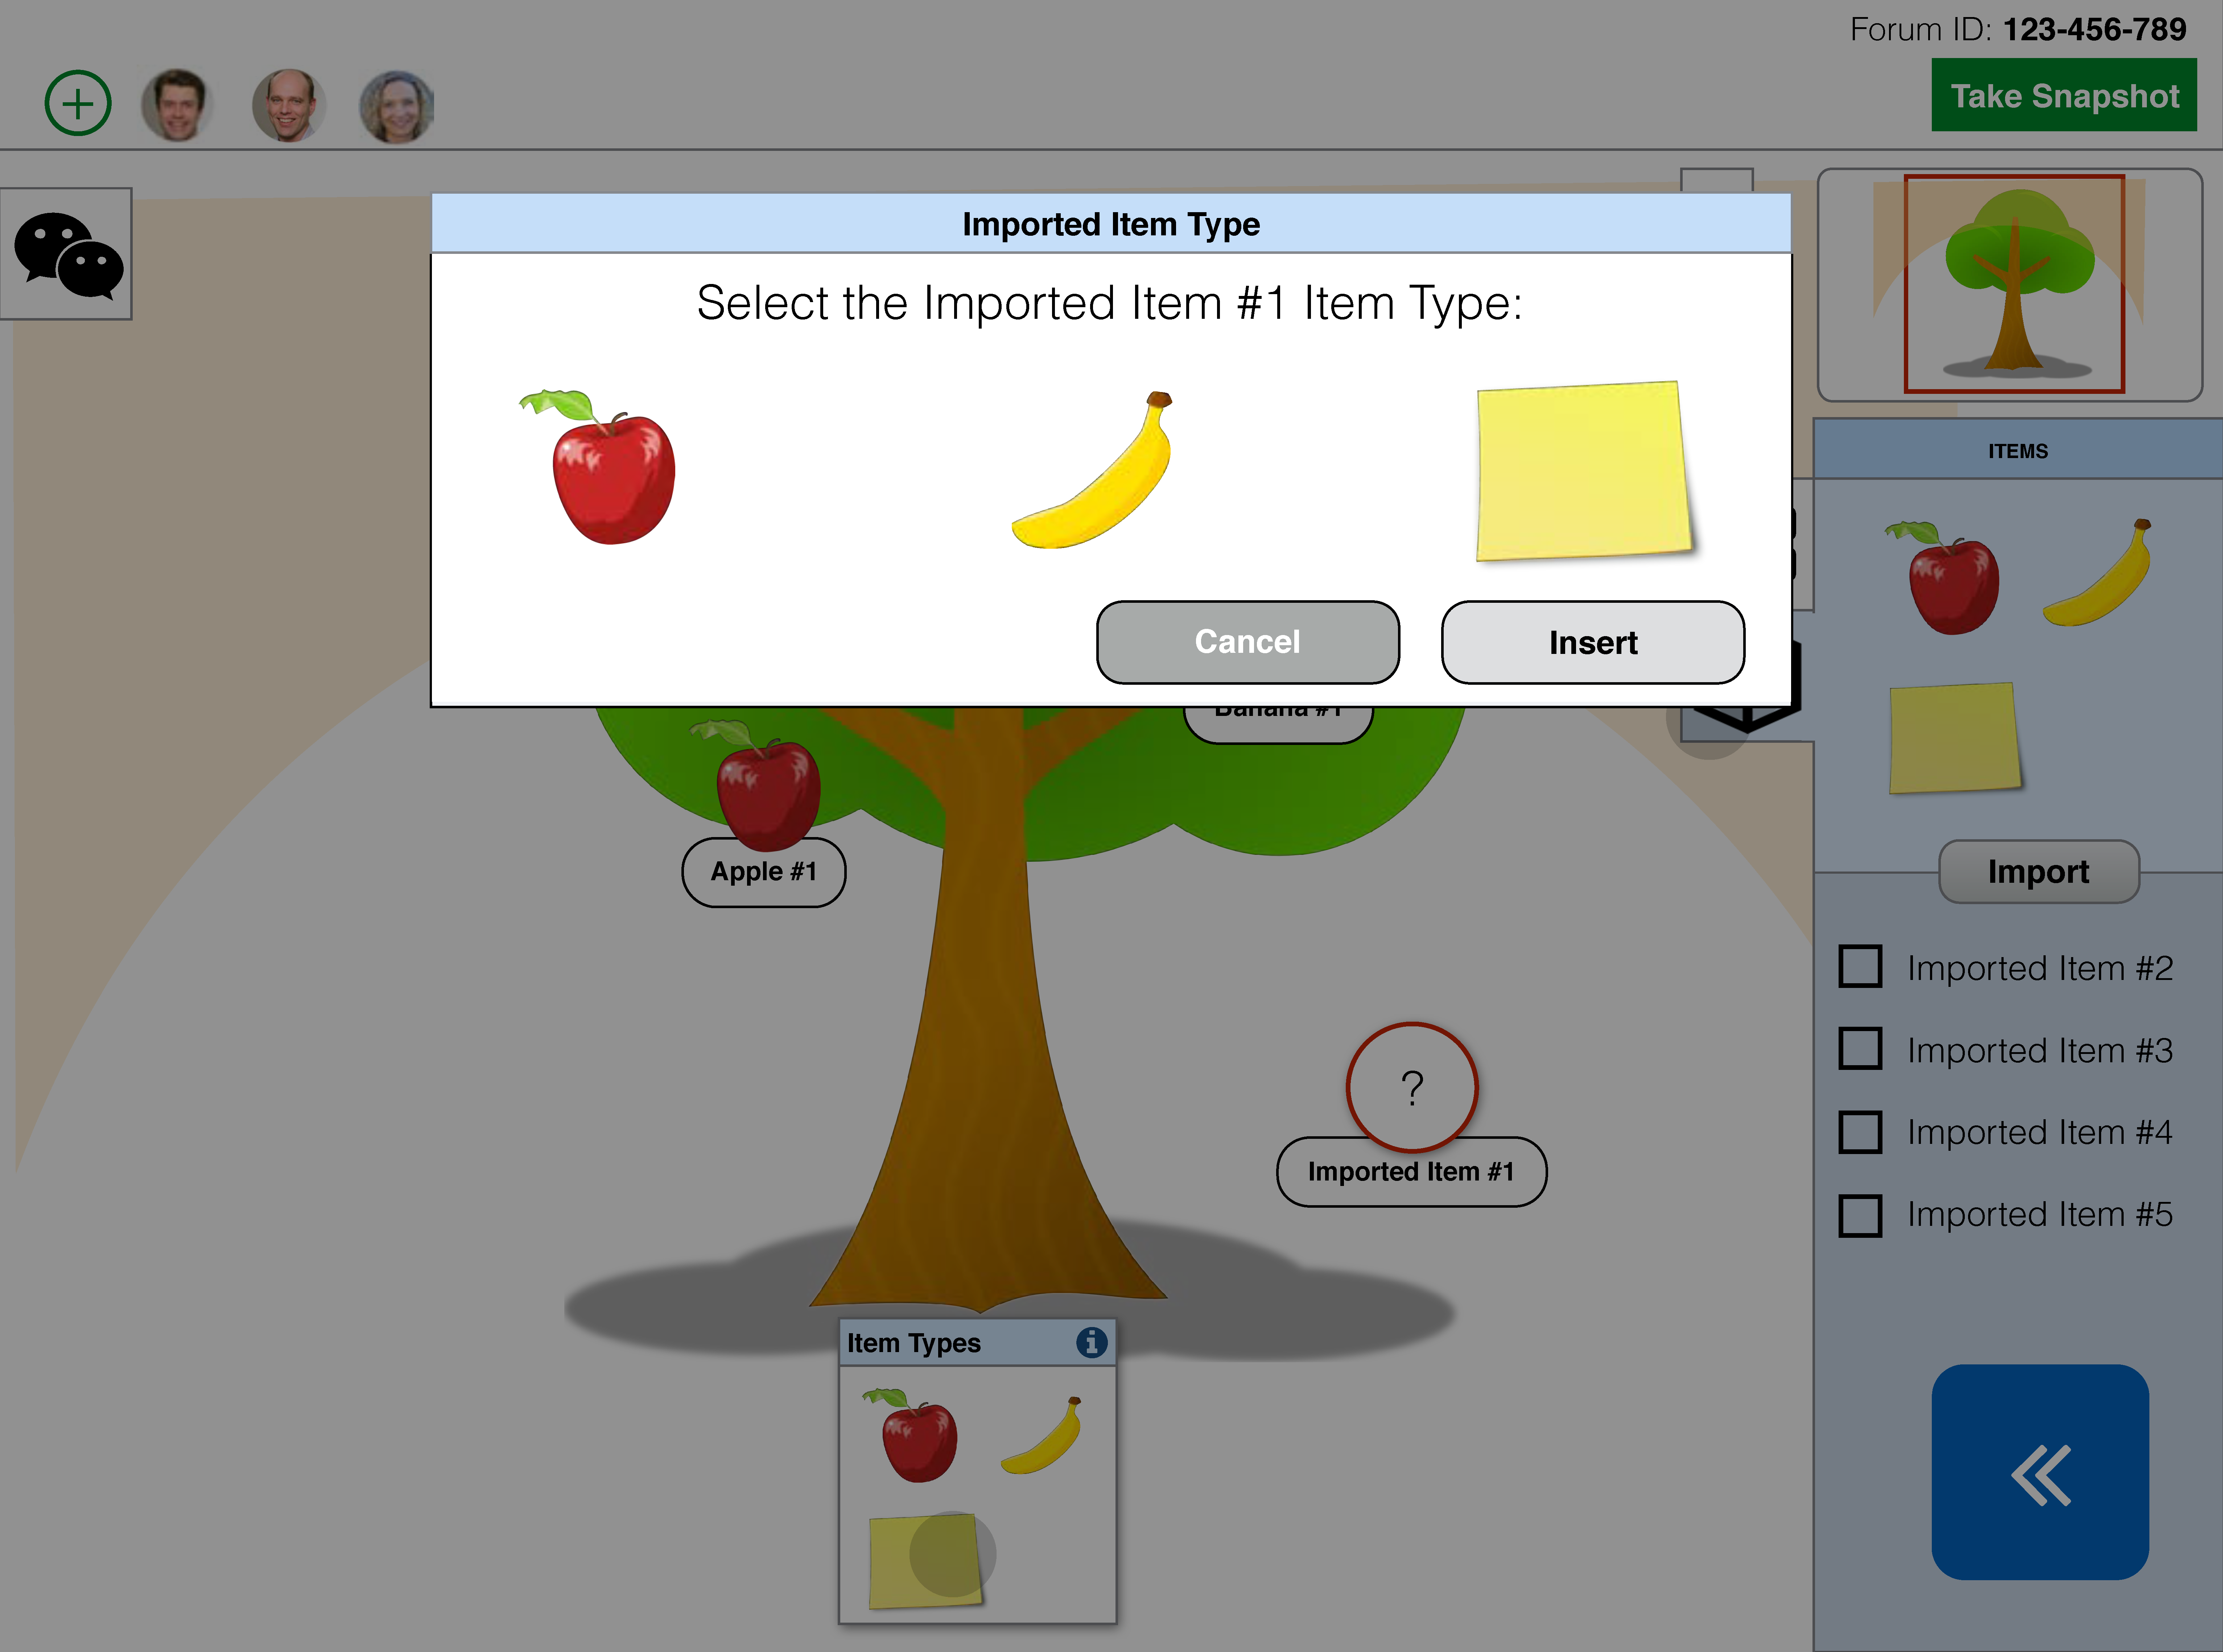 Forum ID: 123-456-789
Take Snapshot
Imported Item Type
Select the Imported Item #1 Item Type:
Cancel
Insert
ITEMS
Banana #1
Apple #1
Import
Imported Item #2
Imported Item #3
Imported Item #4
Imported Item #5
?
Imported Item #1
Item Types